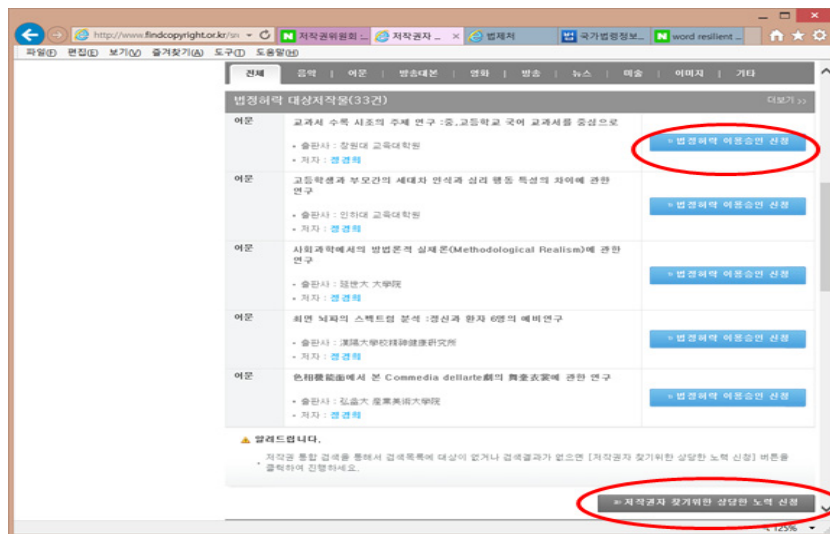 http://www.findcopyright.or.kr/sr
저작권위원회 :...
저작권자 _
법제처
국가법령정보...
word resilient ...
파일(F) 편집(E) 보기(V) 즐겨찾기(A) 도구(T) 도움말(H)
전체 음악 | 어문 | 방송대본 | 영화 | 방송 | 뉴스 | 미술 | 이미지 | 기타
법정허락 대상저작물(33건) 더보기 >>
어문 교과서 수록 시조의 주제 연구 :중,고등학교 국어 교과서를 중심으로
• 출판사 : 창원대 교육대학원
• 저자 : 정경희
» 법정허락 이용승인 신청
어문 고등학생과 부모간의 세대차 인식과 심리 행동 특성의 차이에 관한
연구
• 출판사 : 인하대 교육대학원
• 저자 : 정경희
» 법정허락 이용승인 신청
어문 사회과학에서의 방법론적 실재론(Methodological Realism)에 관한
연구
• 출판사 : 延世大 大學院
• 저자 : 정경희
» 법정허락 이용승인 신청
어문 최면 뇌파의 스펙트럼 분석 :정신과 환자 6명의 예비연구
• 출판사 : 漢陽大學校精神健康硏究所
• 저자 : 정경희
» 법정허락 이용승인 신청
어문 色相機能面에서 본 Commedia dellarte劇의 舞臺衣裳에 관한 연구
• 출판사 : 弘益大 産業美術大學院
• 저자 : 정경희
» 법정허락 이용승인 신청
알려드립니다.
• 저작권 통합 검색을 통해서 검색목록에 대상이 없거나 검색결과가 없으면 [저작권자 찾기위한 상당한 노력 신청] 버튼을
클릭하여 진행하세요.
» 저작권자 찾기위한 상당한 노력 신청
125%